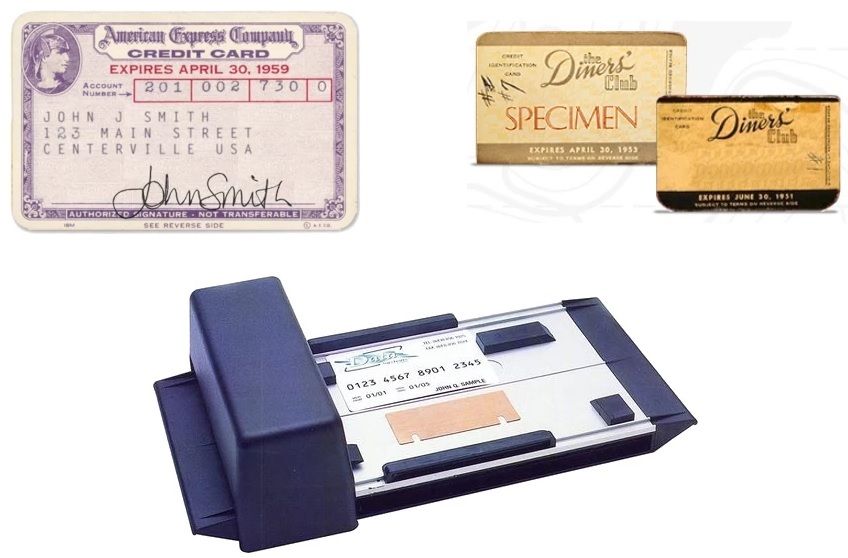 American Express Company
CREDIT CARD
EXPIRES APRIL 30, 1959
ACCOUNT
NUMBER → 201 002 730 0
JOHN J SMITH
123 MAIN STREET
CENTERVILLE USA
John Smith
AUTHORIZED SIGNATURE - NOT TRANSFERABLE
SEE REVERSE SIDE
CREDIT
IDENTIFICATION
CARD
the
Diners'
Club
SPECIMEN
EXPIRES APRIL 30, 1953
SUBJECT TO TERMS ON REVERSE SIDE
CREDIT
IDENTIFICATION
CARD
the
Diners'
Club
EXPIRES JUNE 30, 1951
SUBJECT TO TERMS ON REVERSE SIDE
Data
0123 4567 8901 2345
01/01 01/05 JOHN Q. SAMPLE